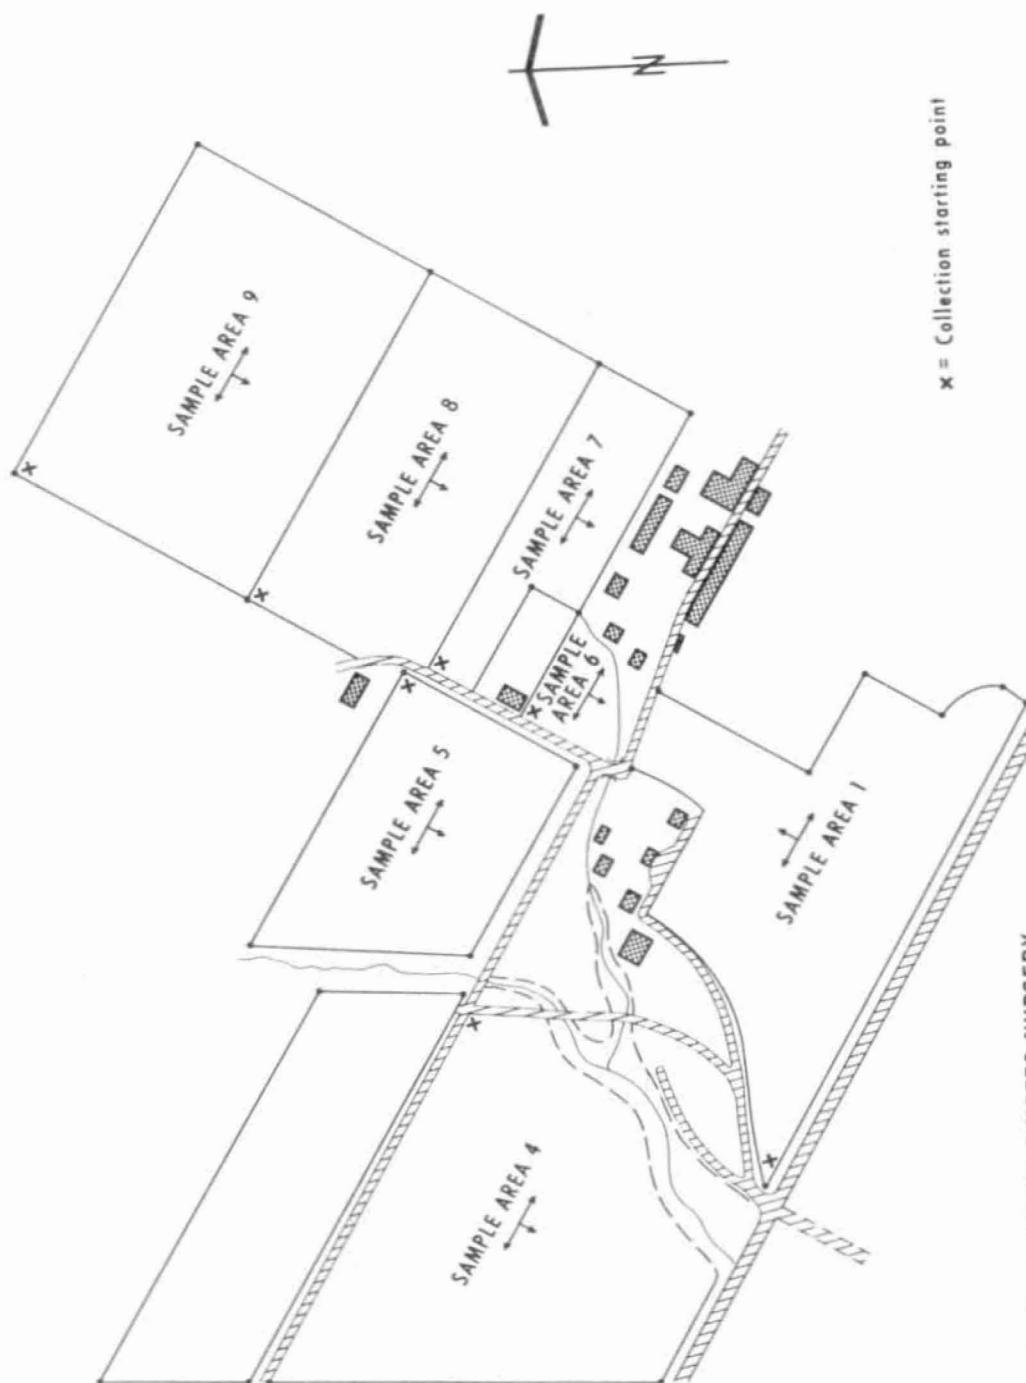 N
SAMPLE AREA 9
SAMPLE AREA 8
SAMPLE AREA 7
SAMPLE
AREA 6
SAMPLE AREA 5
SAMPLE AREA 4
SAMPLE AREA 1
x = Collection starting point